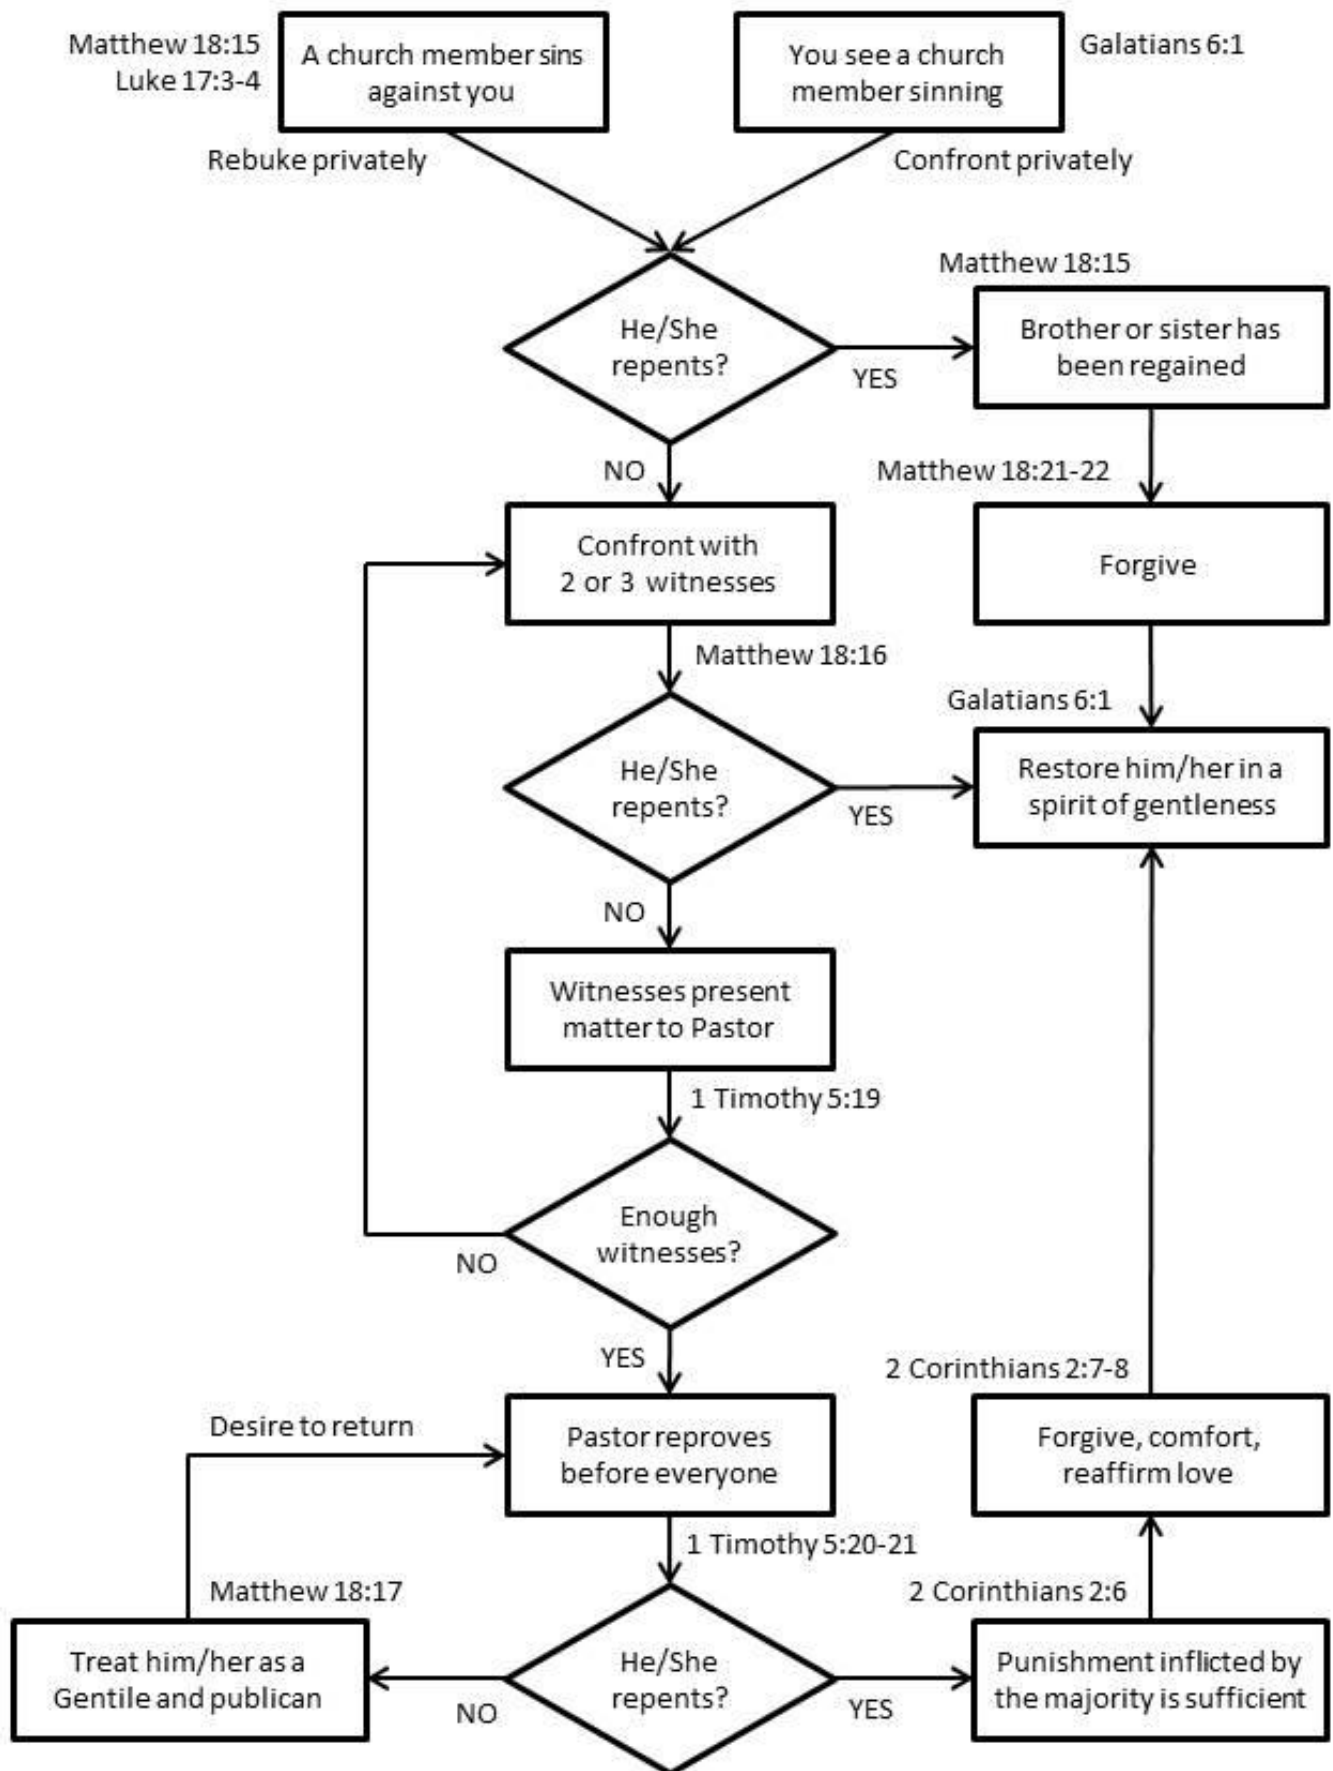 Matthew 18:15
Luke 17:3-4
A church member sins
against you
You see a church
member sinning
Galatians 6:1
Rebuke privately
Confront privately
He/She
repents?
YES
Matthew 18:15
Brother or sister has
been regained
NO
Matthew 18:21-22
Confront with
2 or 3 witnesses
Forgive
Matthew 18:16
Galatians 6:1
He/She
repents?
YES
Restore him/her in a
spirit of gentleness
NO
Witnesses present
matter to Pastor
1 Timothy 5:19
Enough
witnesses?
NO
YES
2 Corinthians 2:7-8
Desire to return
Pastor reproves
before everyone
Forgive, comfort,
reaffirm love
1 Timothy 5:20-21
Matthew 18:17
2 Corinthians 2:6
Treat him/her as a
Gentile and publican
NO
He/She
repents?
YES
Punishment inflicted by
the majority is sufficient